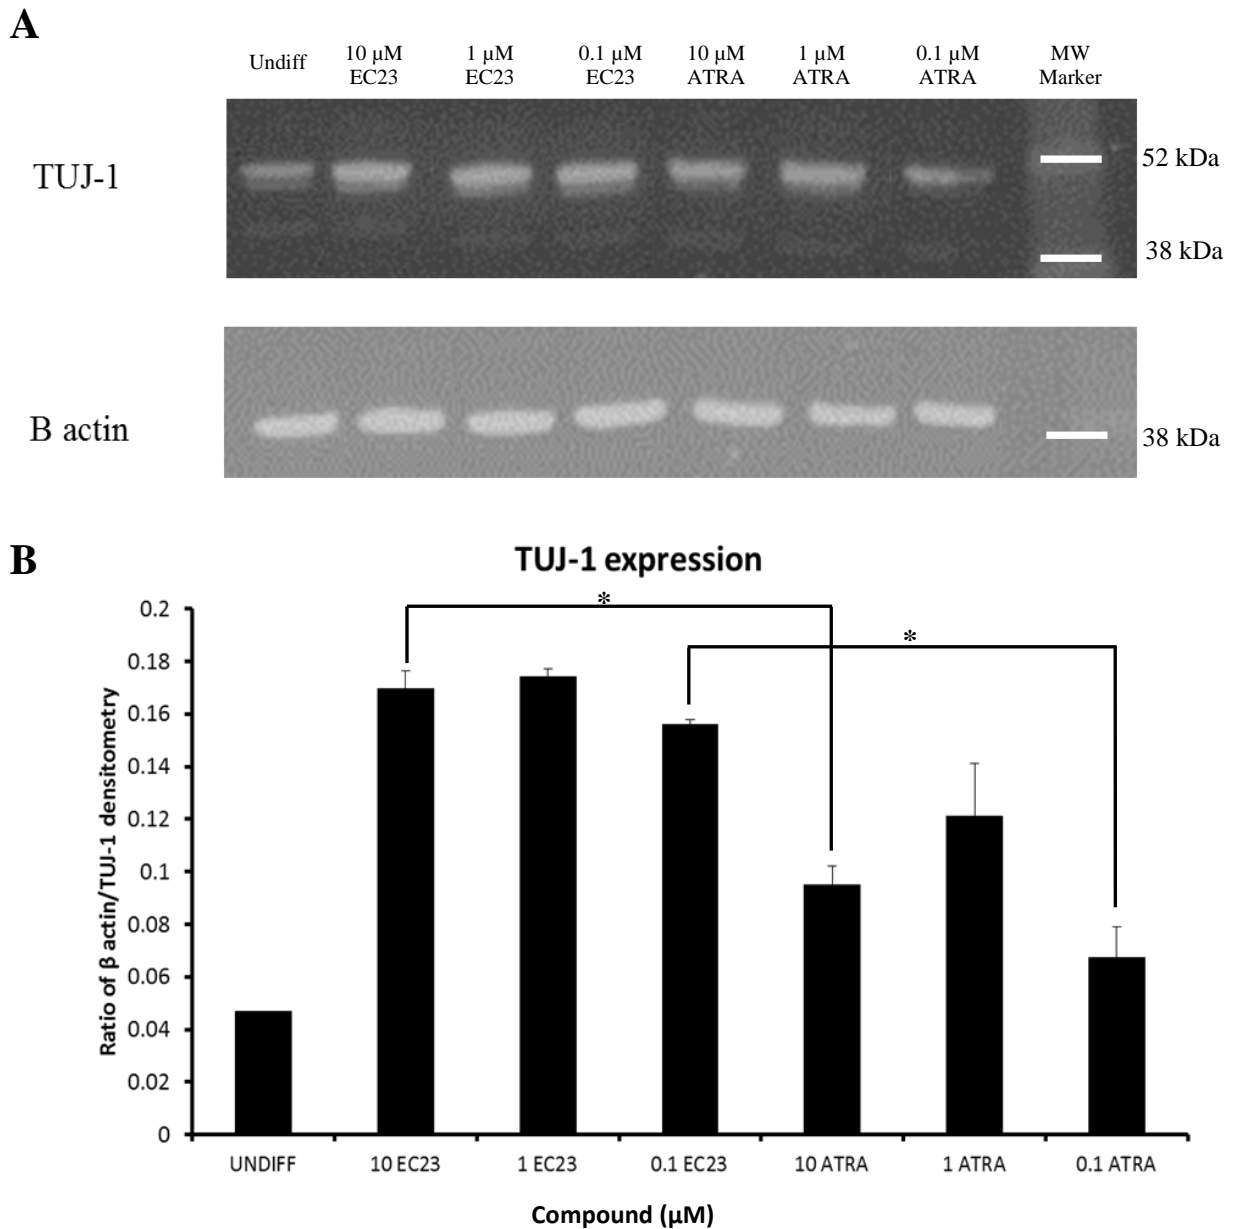 A
Undiff
10 µM
EC23
1 µM
EC23
0.1 µM
EC23
10 µM
ATRA
1 µM
ATRA
0.1 µM
ATRA
MW
Marker
TUJ-1
52 kDa
38 kDa
B actin
38 kDa
B
TUJ-1 expression
*
*
Ratio of β actin/TUJ-1 densitometry
0.2
0.18
0.16
0.14
0.12
0.1
0.08
0.06
0.04
0.02
0
UNDIFF
10 EC23
1 EC23
0.1 EC23
10 ATRA
1 ATRA
0.1 ATRA
Compound (µM)